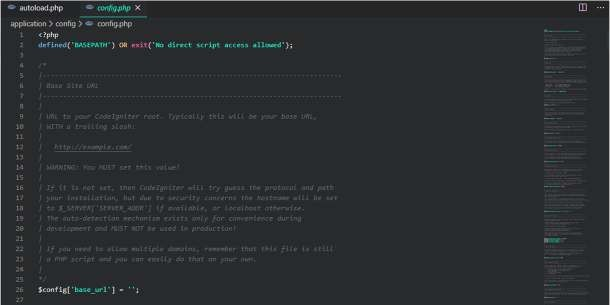 autoload.php config.php
application > config > config.php
1 <?php
2 defined('BASEPATH') OR exit('No direct script access allowed');
3
4 /*
5 |--------------------------------------------------------------------------
6 | Base Site URL
7 |--------------------------------------------------------------------------
8 |
9 | URL to your CodeIgniter root. Typically this will be your base URL,
10 | WITH a trailing slash:
11 |
12 | http://example.com/
13 |
14 | WARNING: You MUST set this value!
15 |
16 | If it is not set, then CodeIgniter will try guess the protocol and path
17 | your installation, but due to security concerns the hostname will be set
18 | to $_SERVER['SERVER_ADDR'] if available, or localhost otherwise.
19 | The auto-detection mechanism exists only for convenience during
20 | development and MUST NOT be used in production!
21 |
22 | If you need to allow multiple domains, remember that this file is still
23 | a PHP script and you can easily do that on your own.
24 |
25 */
26 $config['base_url'] = '';
27